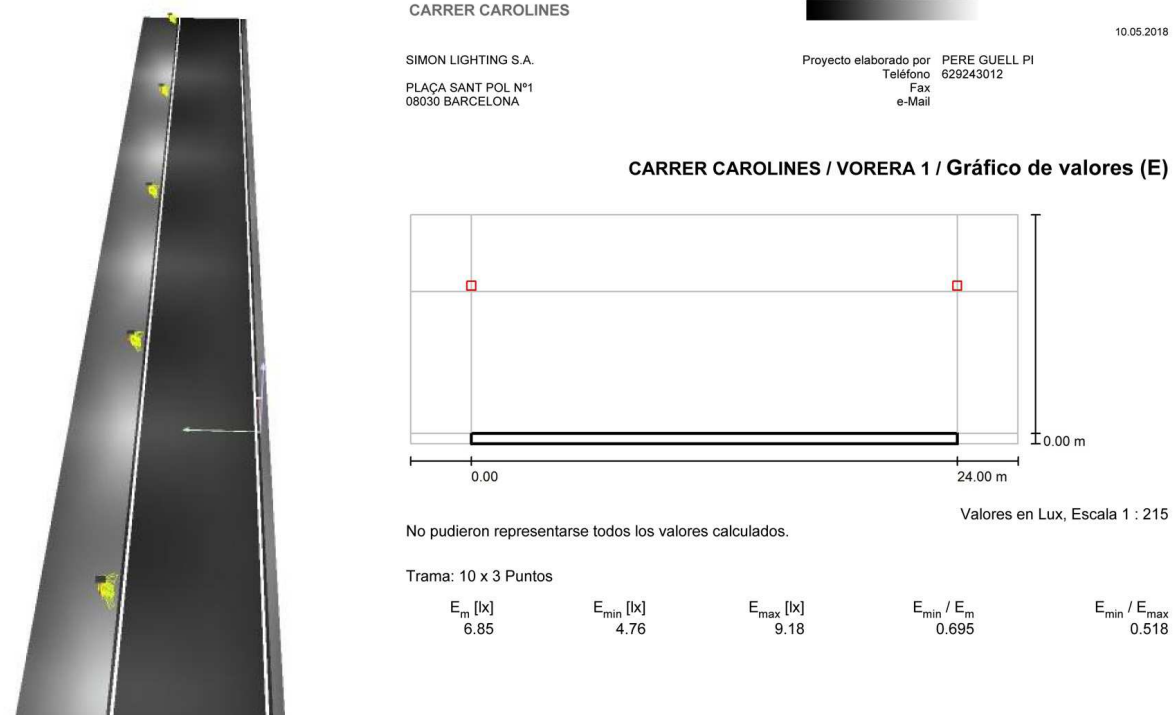 CARRER CAROLINES
10.05.2018
SIMON LIGHTING S.A.
PLAÇA SANT POL Nº1
08030 BARCELONA
Proyecto elaborado por PERE GUELL PI
Teléfono 629243012
Fax
e-Mail
CARRER CAROLINES / VORERA 1 / Gráfico de valores (E)
0.00 m
0.00 24.00 m
Valores en Lux, Escala 1 : 215
No pudieron representarse todos los valores calculados.
Trama: 10 x 3 Puntos
Em [lx] Emin [lx] Emax [lx] Emin / Em Emin / Emax
6.85 4.76 9.18 0.695 0.518